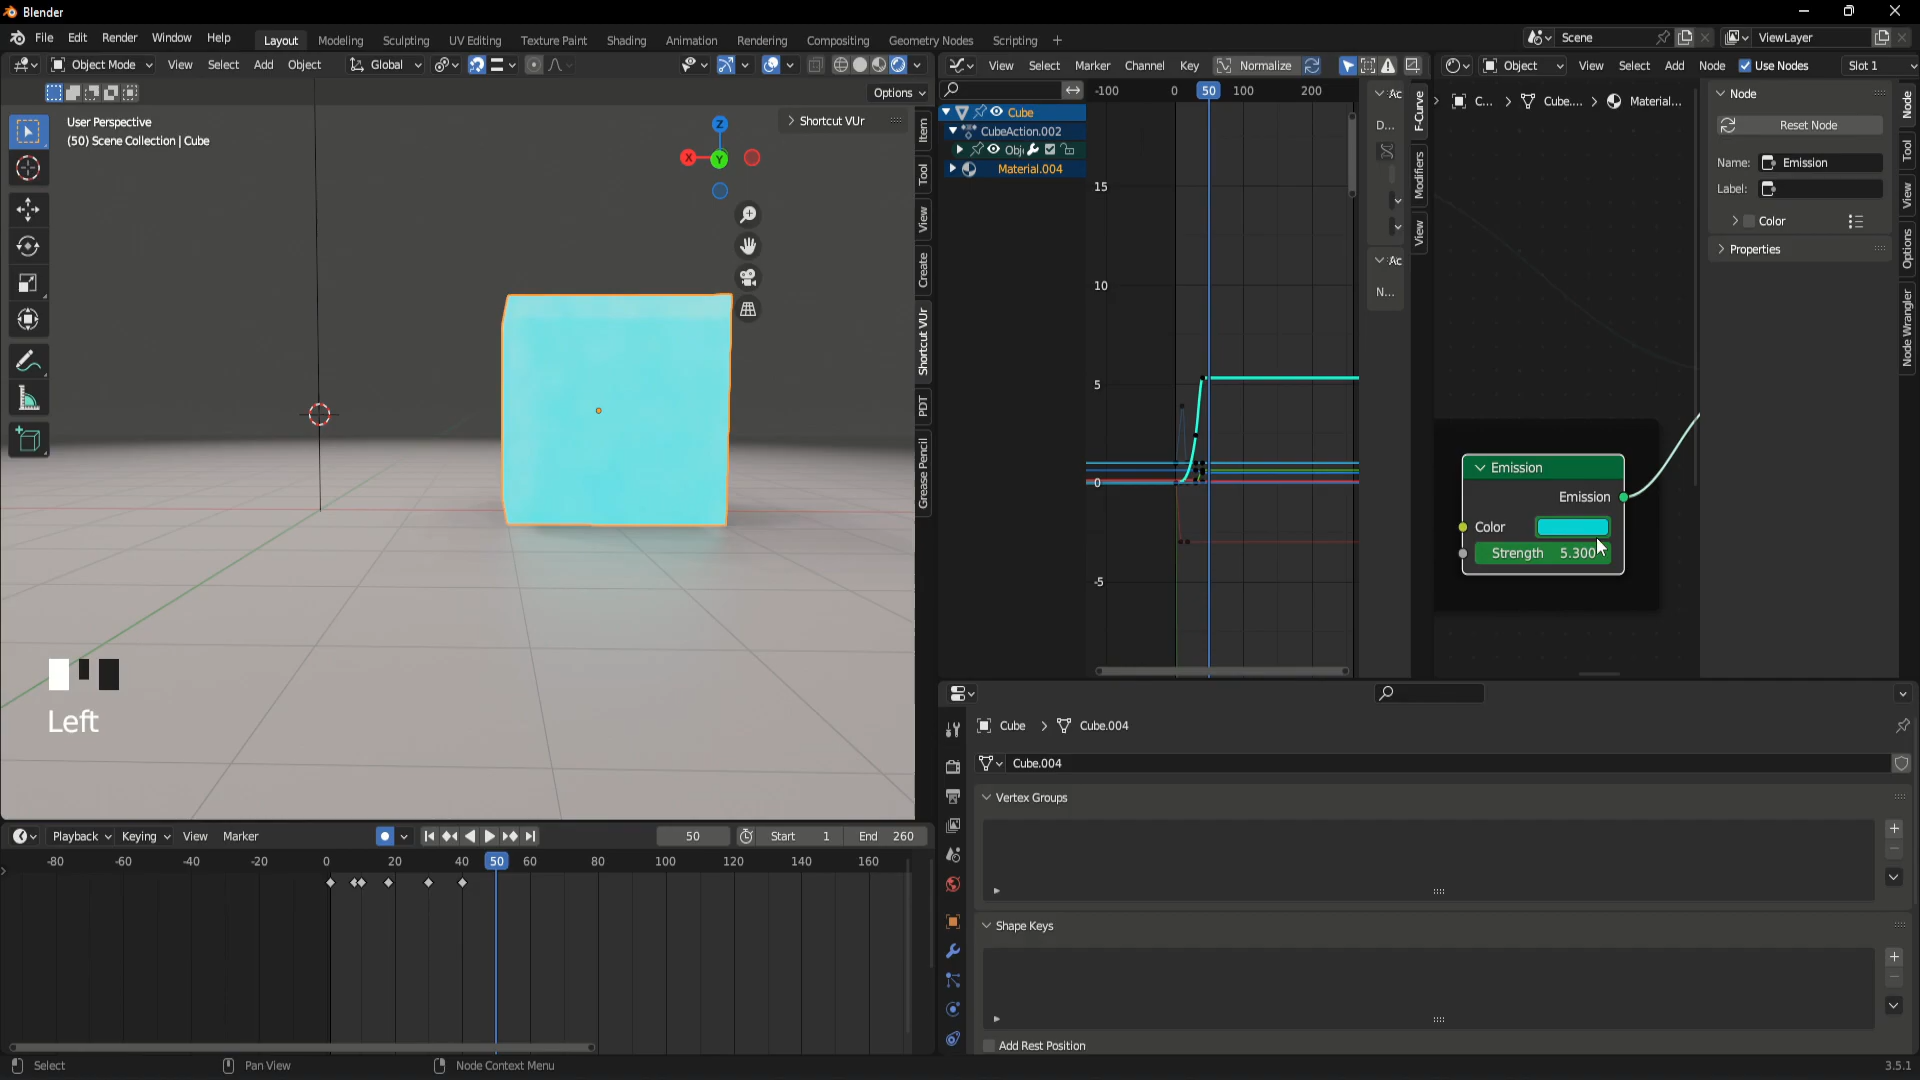 Blender
File Edit Render Window Help
Layout Modeling Sculpting UV Editing Texture Paint Shading Animation Rendering Compositing Geometry Nodes Scripting +
Scene
ViewLayer
Object Mode View Select Add Object Global
Options
User Perspective
(50) Scene Collection | Cube
Shortcut VUr
Z
X
Y
Item
Tool
View
Create
Shortcut VUr
PDT
Grease Pencil
Left
View Select Marker Channel Key Normalize
-100 0 50 100 200
Cube
CubeAction.002
Obj
Material.004
15
10
5
0
-5
Ac
D...
Ac
N...
F-Curve
Modifiers
View
Object View Select Add Node Use Nodes Slot 1
C... Cube.... Material...
Emission
Emission
Color
Strength 5.300
Node
Reset Node
Name: Emission
Label:
Color
Properties
Node
Tool
View
Options
Node Wrangler
Cube Cube.004
Cube.004
Vertex Groups
Shape Keys
Add Rest Position
Playback Keying View Marker
50 Start 1 End 260
-80 -60 -40 -20 0 20 40 50 60 80 100 120 140 160
Select Pan View Node Context Menu
3.5.1